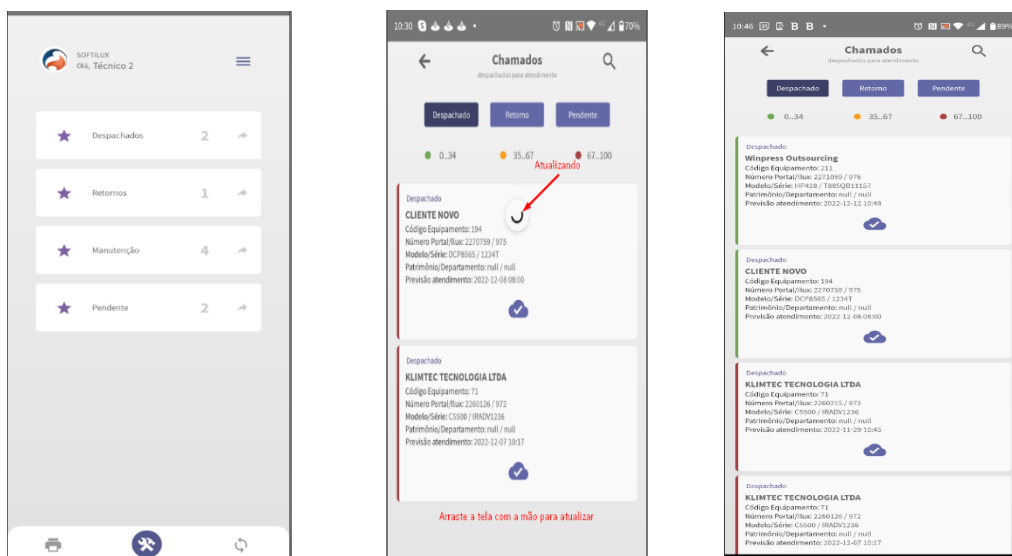 SOFTILUX
OLÁ, Técnico 2
Despachados 2
Retornos 1
Manutenção 4
Pendente 2
10:30 70%
Chamados
despachados para atendimento
Despachado Retorno Pendente
0..34 35..67 67..100
Atualizando
Despachado
CLIENTE NOVO
Código Equipamento: 194
Número Portal/Ilux: 2270759 / 975
Modelo/Série: DCP8565 / 1234T
Patrimônio/Departamento: null / null
Previsão atendimento: 2022-12-08 08:00
Despachado
KLIMTEC TECNOLOGIA LTDA
Código Equipamento: 71
Número Portal/Ilux: 2260126 / 972
Modelo/Série: C5500 / IRADV1236
Patrimônio/Departamento: null / null
Previsão atendimento: 2022-12-07 10:17
Arraste a tela com a mão para atualizar
10:46 B B 89%
Chamados
despachados para atendimento
Despachado Retorno Pendente
0..34 35..67 67..100
Despachado
Winpress Outsourcing
Código Equipamento: 211
Número Portal/Ilux: 2271059 / 976
Modelo/Série: HP428 / T885QB11157
Patrimônio/Departamento: null / null
Previsão atendimento: 2022-12-12 10:48
Despachado
CLIENTE NOVO
Código Equipamento: 194
Número Portal/Ilux: 2270759 / 975
Modelo/Série: DCP8565 / 1234T
Patrimônio/Departamento: null / null
Previsão atendimento: 2022-12-08 08:00
Despachado
KLIMTEC TECNOLOGIA LTDA
Código Equipamento: 71
Número Portal/Ilux: 2260215 / 973
Modelo/Série: C5500 / IRADV1236
Patrimônio/Departamento: null / null
Previsão atendimento: 2022-11-29 10:45
Despachado
KLIMTEC TECNOLOGIA LTDA
Código Equipamento: 71
Número Portal/Ilux: 2260126 / 972
Modelo/Série: C5500 / IRADV1236
Patrimônio/Departamento: null / null
Previsão atendimento: 2022-12-07 10:17